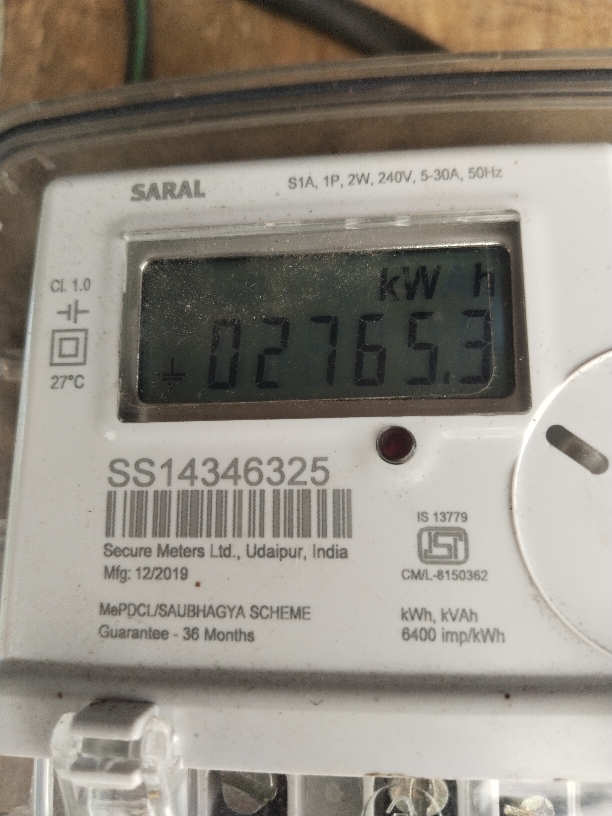 SARAL
S1A, 1P, 2W, 240V, 5-30A, 50Hz
Cl. 1.0
27°C
kW h
02765.3
SS14346325
Secure Meters Ltd., Udaipur, India
Mfg: 12/2019
MePDCL/SAUBHAGYA SCHEME
Guarantee - 36 Months
IS 13779
ISI
CM/L-8150362
kWh, kVAh
6400 imp/kWh